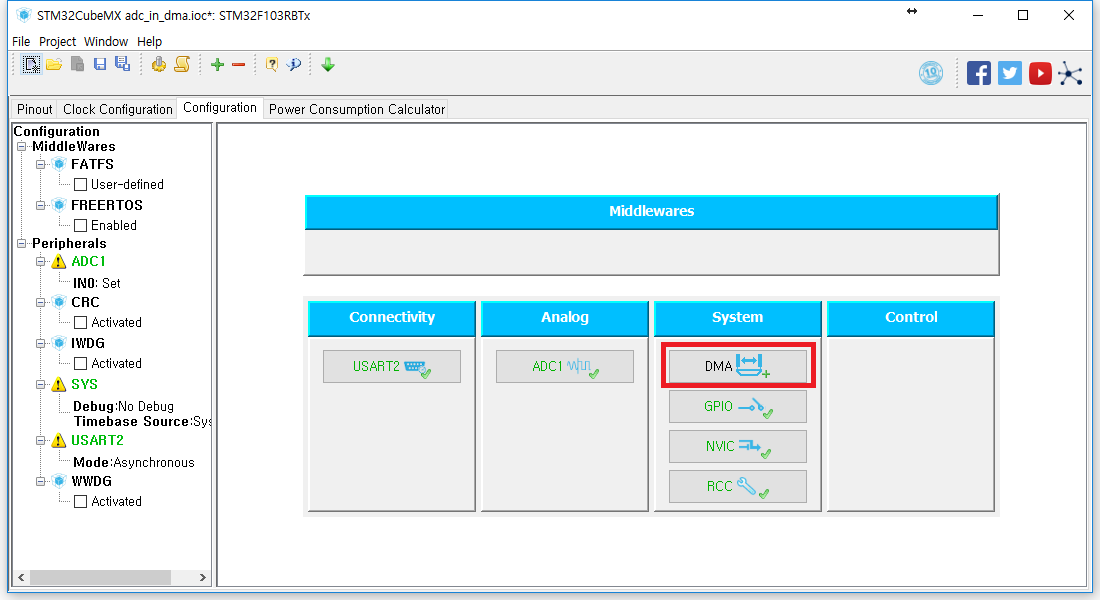 STM32CubeMX adc_in_dma.ioc*: STM32F103RBTx
File Project Window Help
10
Pinout Clock Configuration Configuration Power Consumption Calculator
Configuration
MiddleWares
FATFS
User-defined
FREERTOS
Enabled
Peripherals
ADC1
IN0: Set
CRC
Activated
IWDG
Activated
SYS
Debug:No Debug
Timebase Source:Sys
USART2
Mode:Asynchronous
WWDG
Activated
Middlewares
Connectivity Analog System Control
USART2 ADC1 DMA
GPIO
NVIC
RCC